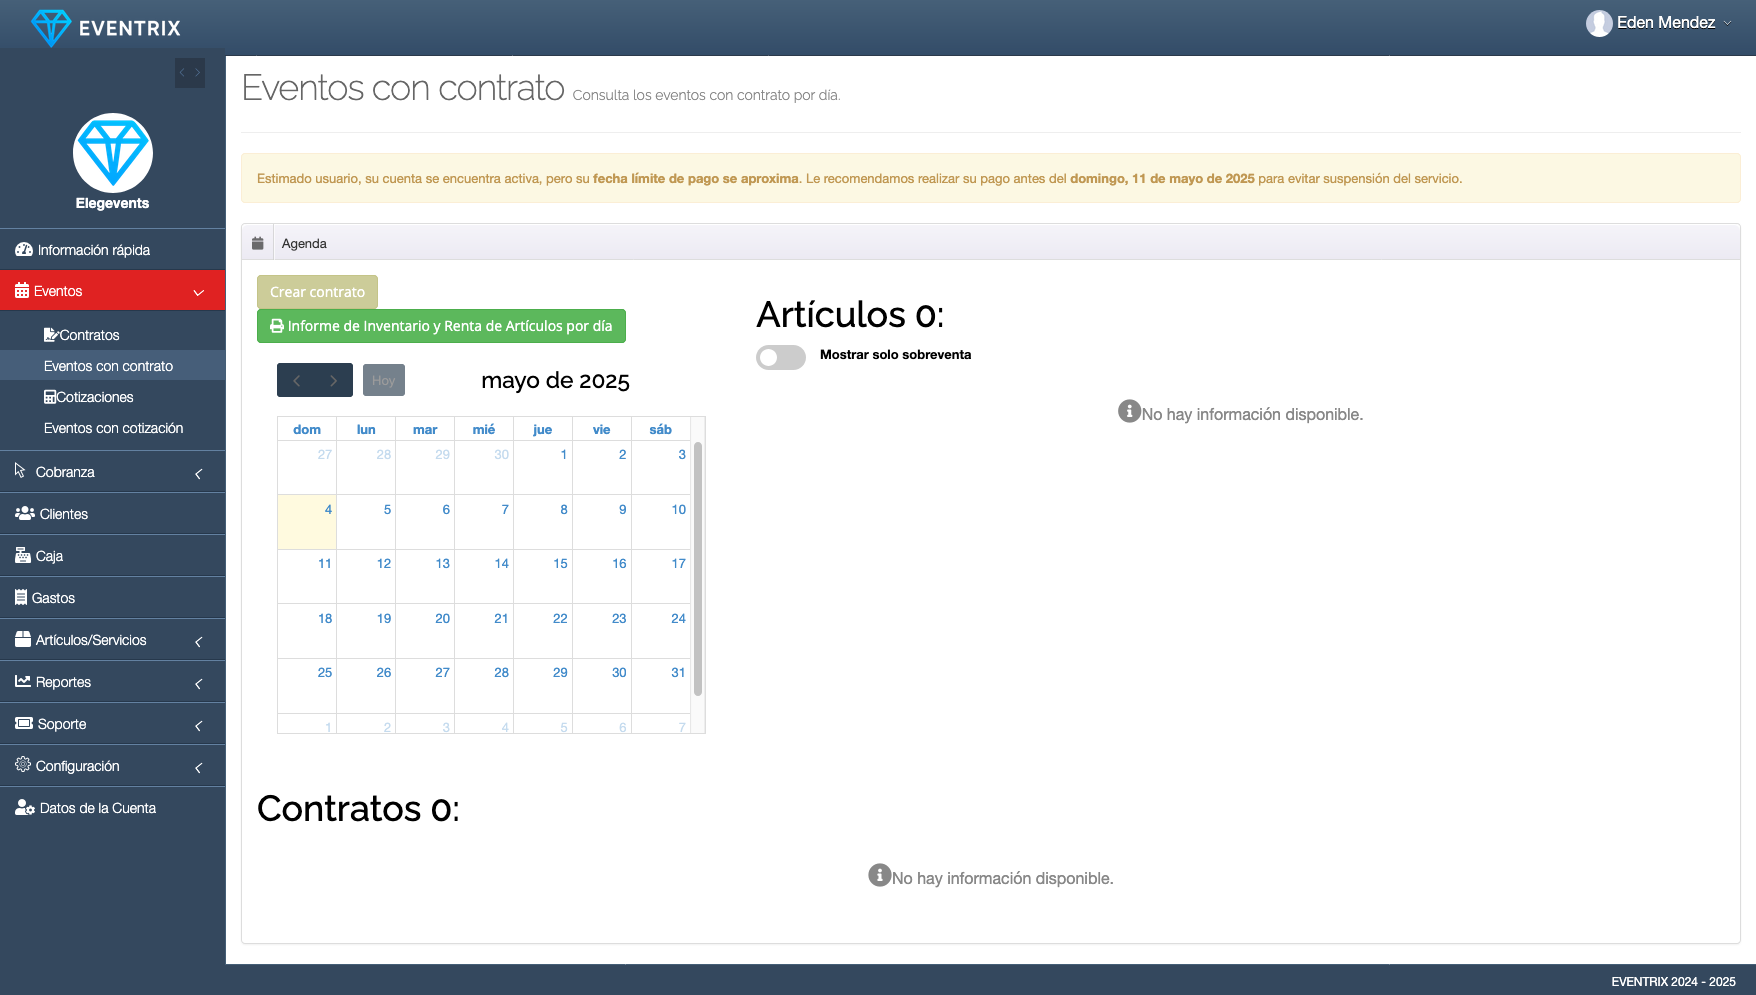 EVENTRIX
Eden Mendez
Elegevents
Información rápida
Eventos
Contratos
Eventos con contrato
Cotizaciones
Eventos con cotización
Cobranza
Clientes
Caja
Gastos
Artículos/Servicios
Reportes
Soporte
Configuración
Datos de la Cuenta
Eventos con contrato Consulta los eventos con contrato por día.
Estimado usuario, su cuenta se encuentra activa, pero su fecha límite de pago se aproxima. Le recomendamos realizar su pago antes del domingo, 11 de mayo de 2025 para evitar suspensión del servicio.
Agenda
Crear contrato
Informe de Inventario y Renta de Artículos por día
Hoy
mayo de 2025
dom lun mar mié jue vie sáb
27 28 29 30 1 2 3
4 5 6 7 8 9 10
11 12 13 14 15 16 17
18 19 20 21 22 23 24
25 26 27 28 29 30 31
1 2 3 4 5 6 7
Artículos 0:
Mostrar solo sobreventa
No hay información disponible.
Contratos 0:
No hay información disponible.
EVENTRIX 2024 - 2025